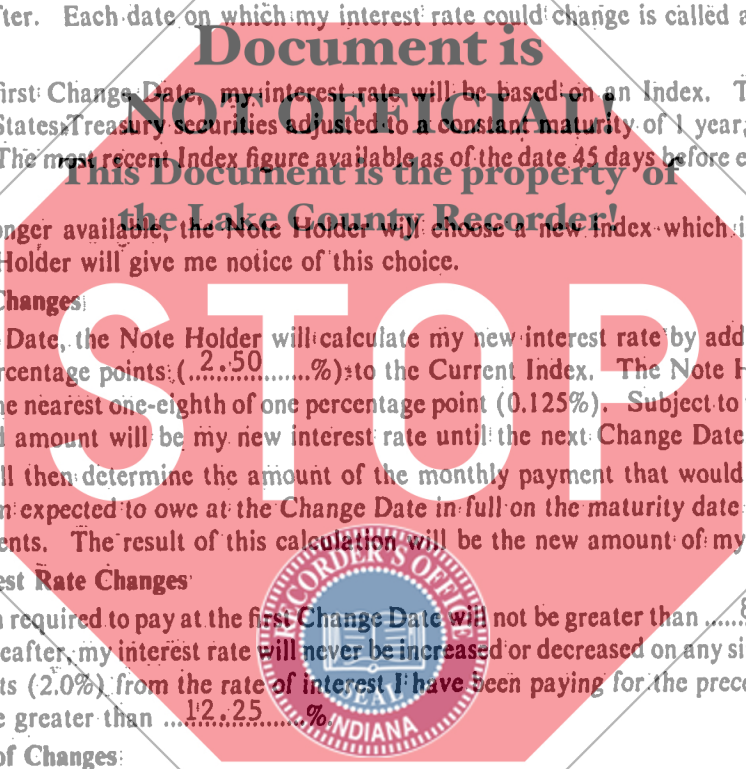 fter. Each date on which my interest rate could change is called a
Document is
first Change Date, my interest rate will be based on an Index. T
NOT OFFICIAL!
States Treasury securities adjusted to a constant maturity of 1 year,
The most recent Index figure available as of the date 45 days before e
This Document is the property of
the Lake County Recorder!
onger available, the Note Holder will choose a new index which i
Holder will give me notice of this choice.
Changes
STOP
Date, the Note Holder will calculate my new interest rate by add
rcentage points (...2.50......%) to the Current Index. The Note H
he nearest one-eighth of one percentage point (0.125%). Subject to
d amount will be my new interest rate until the next Change Date
ll then determine the amount of the monthly payment that would
m expected to owe at the Change Date in full on the maturity date
ents. The result of this calculation will be the new amount of my
est Rate Changes
n required to pay at the first Change Date will not be greater than .....8
eafter, my interest rate will never be increased or decreased on any si
ts (2.0%) from the rate of interest I have been paying for the prece
e greater than ...12.25.....%.
RECORDER'S OFFICE
SEAL
INDIANA
of Changes